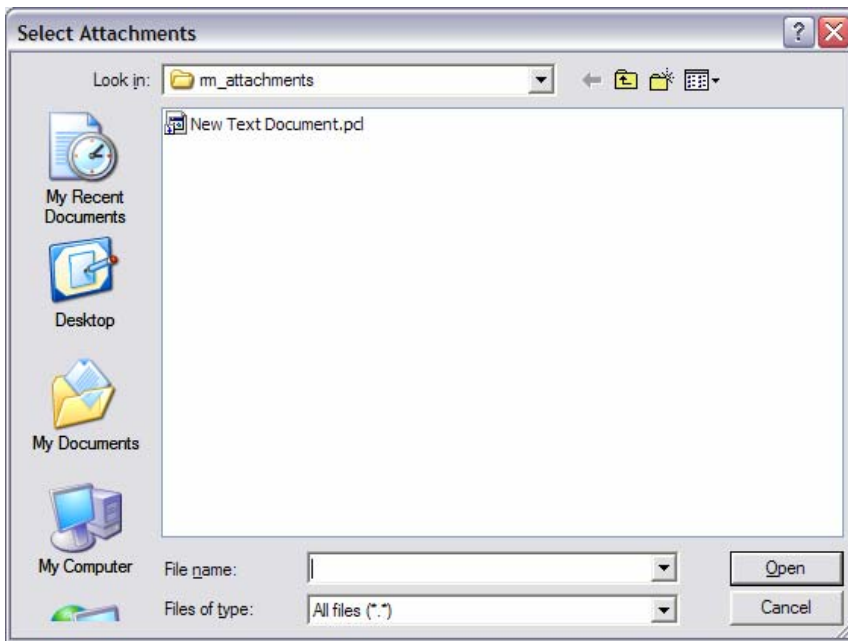 Select Attachments
Look in:
rm_attachments
New Text Document.pcl
My Recent
Documents
Desktop
My Documents
My Computer
File name:
Open
Files of type:
All files (*.*)
Cancel